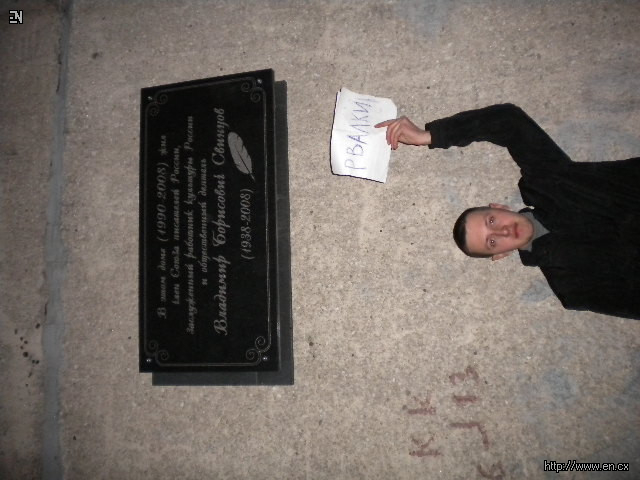 В этом доме (1990-2008) жил
член Союза писателей России,
Заслуженный работник культуры России
и общественный деятель
Владимир Борисович Свинцов
(1938-2008)
РВАЛКИ!
EN
http://www.en.cx